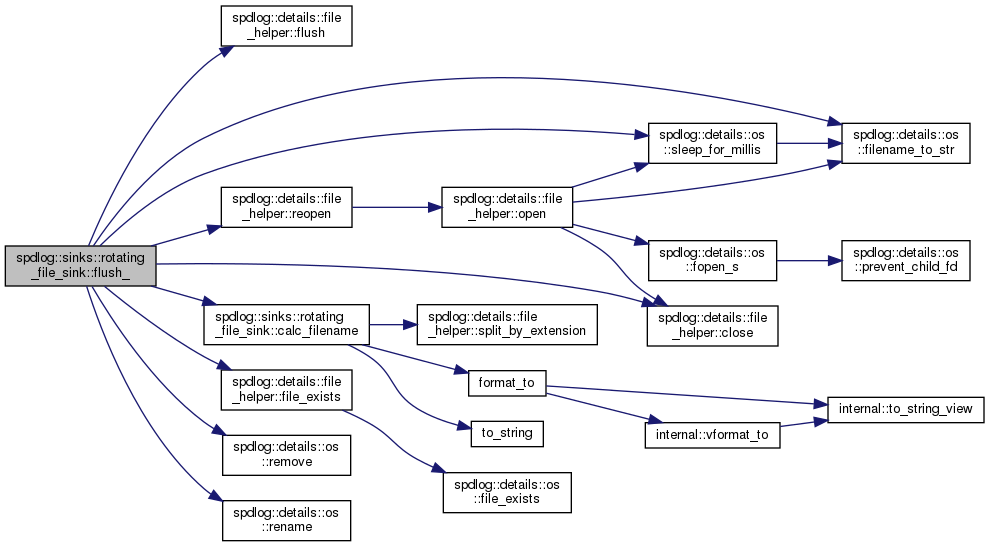 spdlog::details::file
_helper::flush
spdlog::details::os
::sleep_for_millis
spdlog::details::os
::filename_to_str
spdlog::details::file
_helper::reopen
spdlog::details::file
_helper::open
spdlog::sinks::rotating
_file_sink::flush_
spdlog::details::os
::fopen_s
spdlog::details::os
::prevent_child_fd
spdlog::sinks::rotating
_file_sink::calc_filename
spdlog::details::file
_helper::split_by_extension
spdlog::details::file
_helper::close
spdlog::details::file
_helper::file_exists
format_to
internal::to_string_view
to_string
internal::vformat_to
spdlog::details::os
::remove
spdlog::details::os
::file_exists
spdlog::details::os
::rename